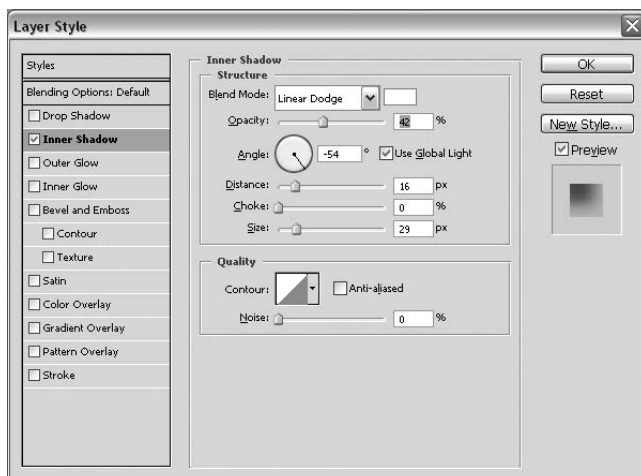 Layer Style
Styles
Blending Options: Default
Drop Shadow
Inner Shadow
Outer Glow
Inner Glow
Bevel and Emboss
Contour
Texture
Satin
Color Overlay
Gradient Overlay
Pattern Overlay
Stroke
Inner Shadow
Structure
Blend Mode: Linear Dodge
Opacity: 42 %
Angle: -54 ° Use Global Light
Distance: 16 px
Choke: 0 %
Size: 29 px
Quality
Contour: Anti-aliased
Noise: 0 %
OK
Reset
New Style...
Preview